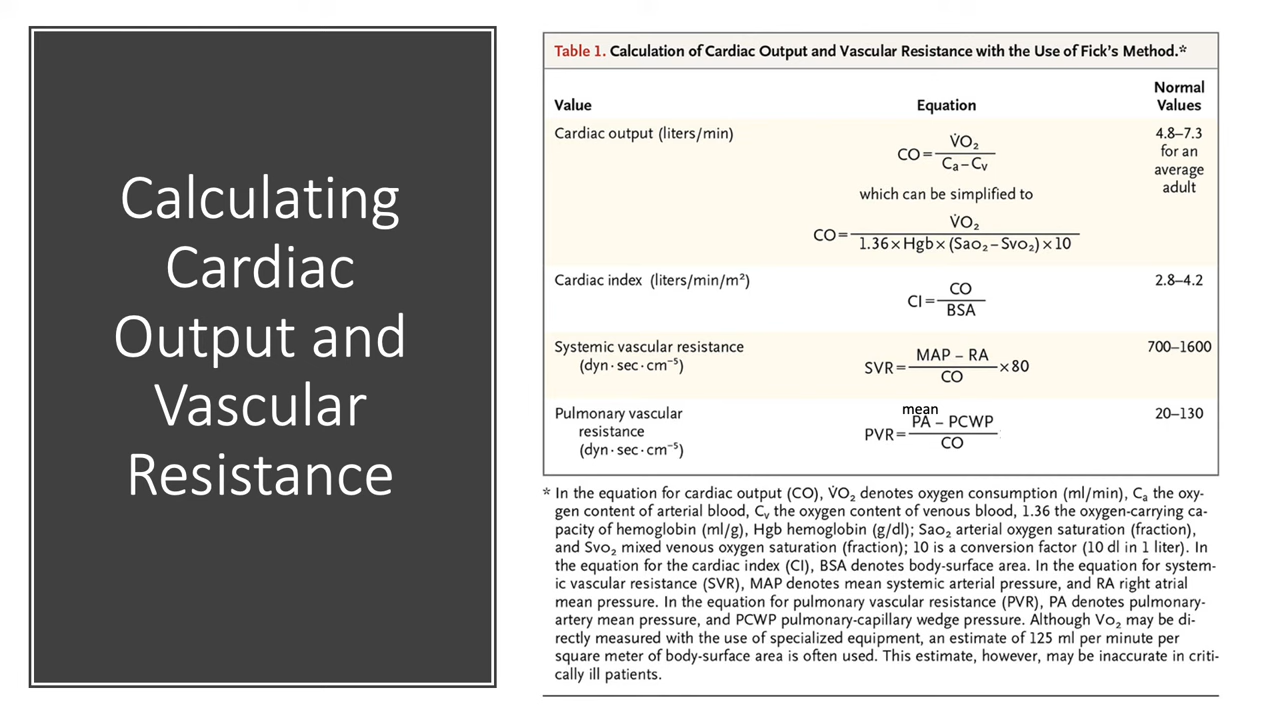 Calculating
Cardiac
Output and
Vascular
Resistance
Table 1. Calculation of Cardiac Output and Vascular Resistance with the Use of Fick's Method.*
Value Equation Normal Values
Cardiac output (liters/min)
CO = V̇O₂ / Cₐ – Cᵥ
4.8–7.3
for an
average
adult
which can be simplified to
CO = V̇O₂ / 1.36 × Hgb × (Sao₂ – Svo₂) × 10
Cardiac index (liters/min/m²)
CI = CO / BSA
2.8–4.2
Systemic vascular resistance
(dyn·sec·cm⁻⁵)
SVR = MAP – RA / CO × 80
700–1600
Pulmonary vascular
resistance
(dyn·sec·cm⁻⁵)
mean
PVR = PA – PCWP / CO
20–130
* In the equation for cardiac output (CO), V̇O₂ denotes oxygen consumption (ml/min), Cₐ the oxy-
gen content of arterial blood, Cᵥ the oxygen content of venous blood, 1.36 the oxygen-carrying ca-
pacity of hemoglobin (ml/g), Hgb hemoglobin (g/dl); Sao₂ arterial oxygen saturation (fraction),
and Svo₂ mixed venous oxygen saturation (fraction); 10 is a conversion factor (10 dl in 1 liter). In
the equation for the cardiac index (CI), BSA denotes body-surface area. In the equation for system-
ic vascular resistance (SVR), MAP denotes mean systemic arterial pressure, and RA right atrial
mean pressure. In the equation for pulmonary vascular resistance (PVR), PA denotes pulmonary-
artery mean pressure, and PCWP pulmonary-capillary wedge pressure. Although Vo₂ may be di-
rectly measured with the use of specialized equipment, an estimate of 125 ml per minute per
square meter of body-surface area is often used. This estimate, however, may be inaccurate in criti-
cally ill patients.